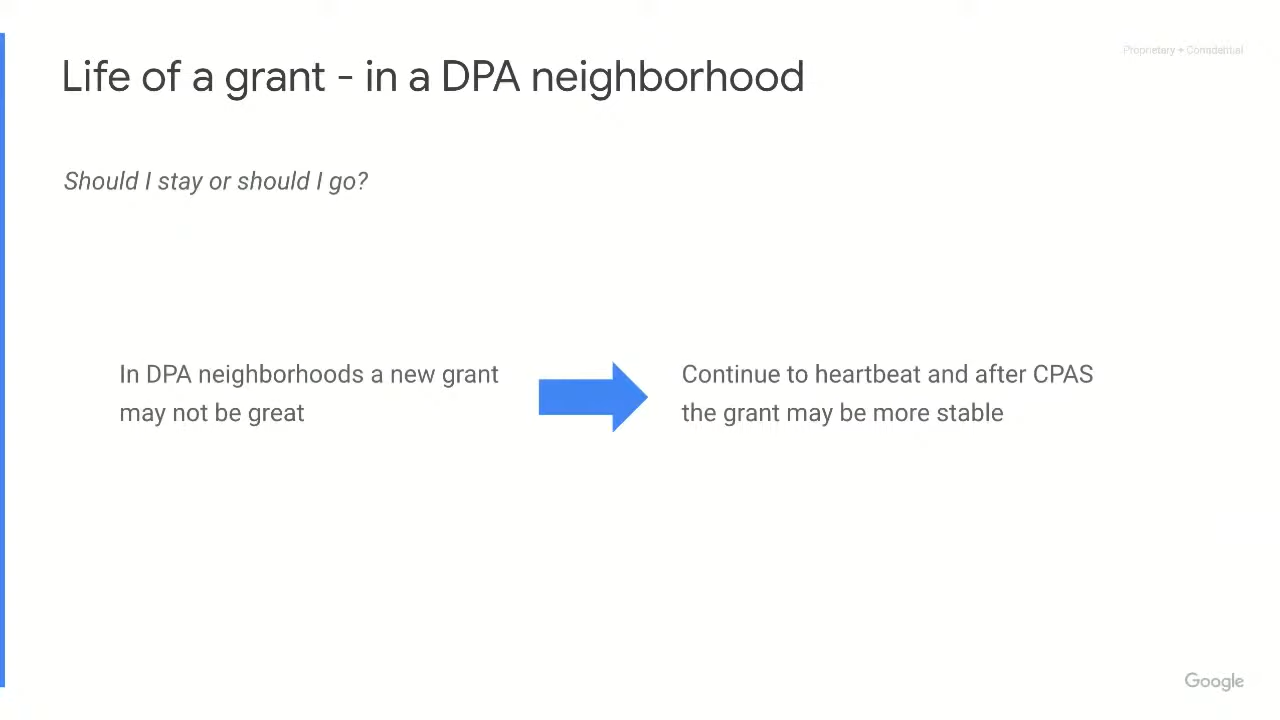 Proprietary + Confidential
Life of a grant - in a DPA neighborhood
Should I stay or should I go?
In DPA neighborhoods a new grant
may not be great
Continue to heartbeat and after CPAS
the grant may be more stable
Google